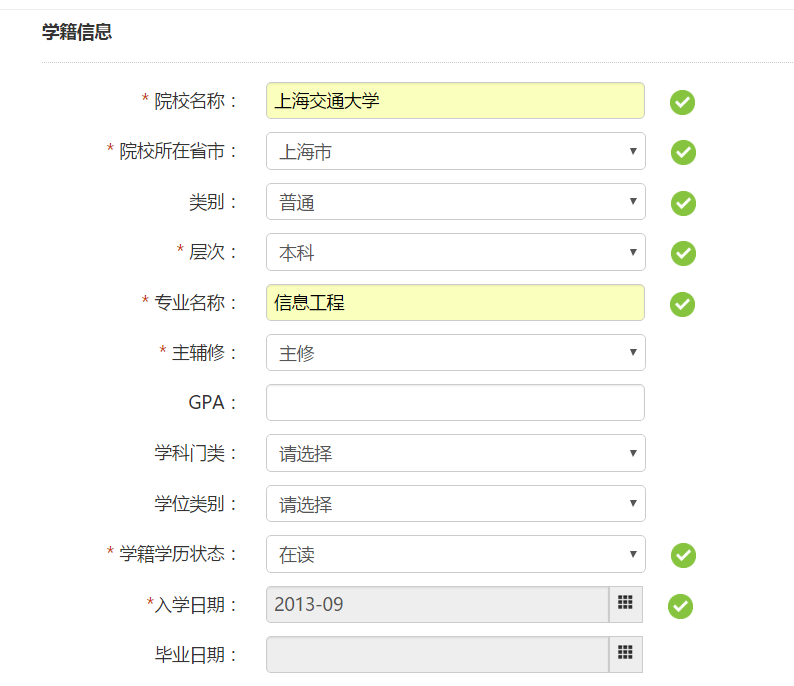 学籍信息
* 院校名称： 上海交通大学
* 院校所在省市： 上海市
类别： 普通
* 层次： 本科
* 专业名称： 信息工程
* 主辅修： 主修
GPA：
学科门类： 请选择
学位类别： 请选择
* 学籍学历状态： 在读
*入学日期： 2013-09
毕业日期：